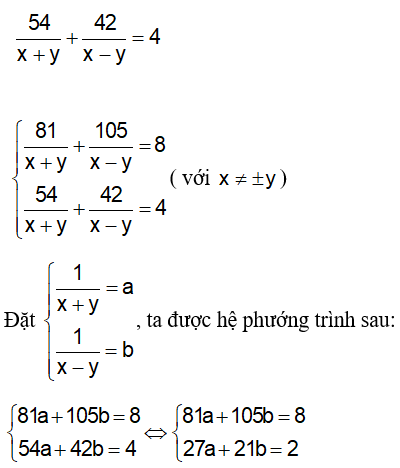 54/(x+y) + 42/(x−y) = 4
{ 81/(x+y) + 105/(x−y) = 8
{ 54/(x+y) + 42/(x−y) = 4
( với x ≠ ±y )
Đặt { 1/(x+y) = a
{ 1/(x−y) = b
, ta được hệ phướng trình sau:
{ 81a+105b=8 ⇔ { 81a+105b=8
{ 54a+42b=4 { 27a+21b=2